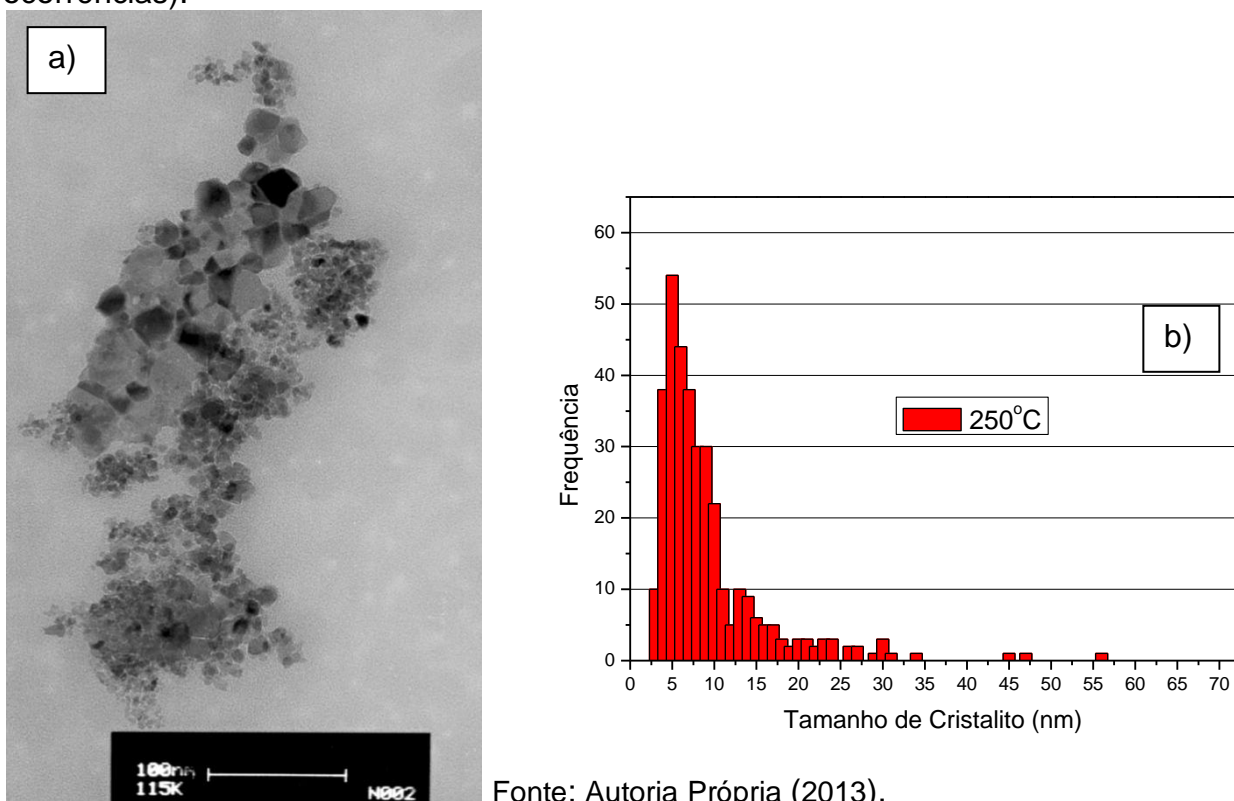 ocorrências).
a)
100nm
115K
N002
60
50
40
30
20
10
0
Frequência
b)
250°C
0 5 10 15 20 25 30 35 40 45 50 55 60 65 70
Tamanho de Cristalito (nm)
Fonte: Autoria Própria (2013).